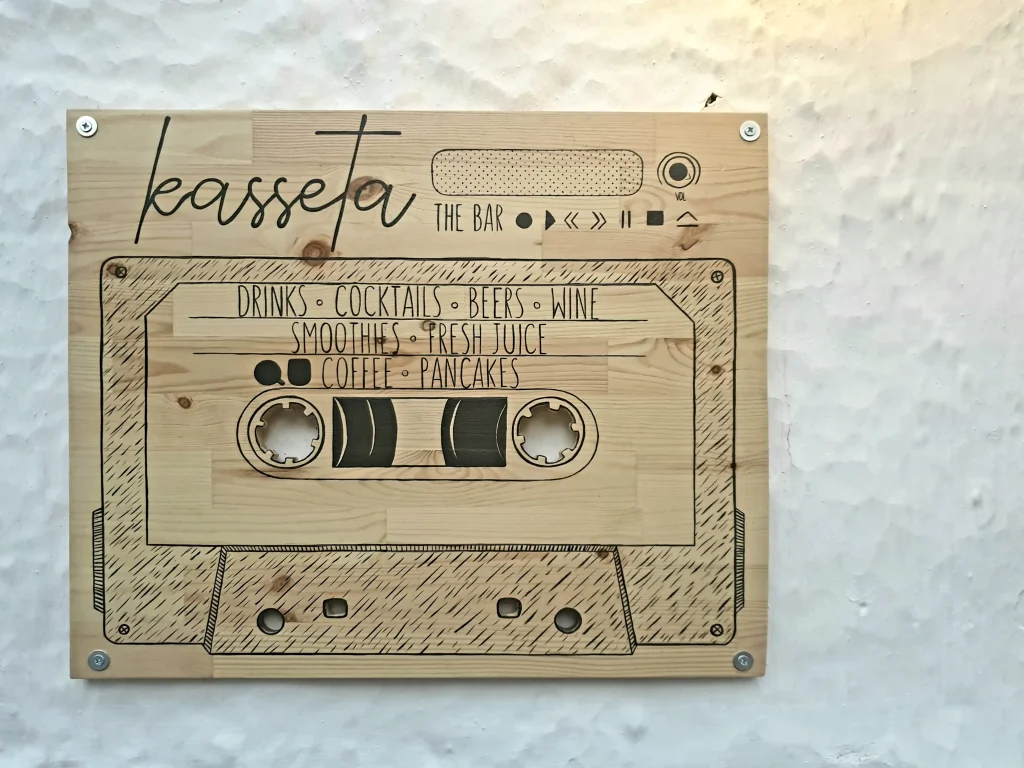 kasseta
VOL
THE BAR
DRINKS ◦ COCKTAILS ◦ BEERS ◦ WINE
SMOOTHIES ◦ FRESH JUICE
COFFEE ◦ PANCAKES